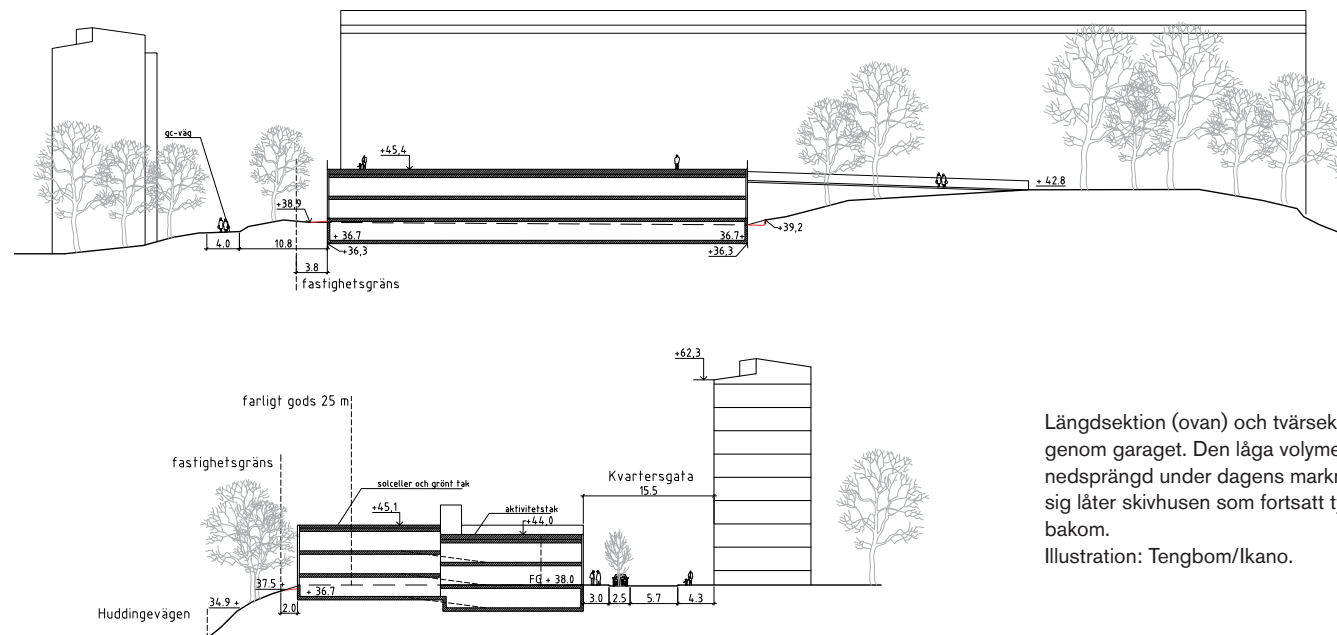 gc-väg
+45,4
+38,9
+ 42.8
+39,2
+ 36.7
36.7+
+36,3
+36,3
4.0
10.8
3.8
fastighetsgräns
+62,3
farligt gods 25 m
fastighetsgräns
Kvartersgata
15.5
solceller och grönt tak
aktivitetstak
+45,1
+44,0
FG + 38.0
37.5 +
+ 36.7
34.9 +
2.0
3.0
2.5
5.7
4.3
Huddingevägen
Längdsektion (ovan) och tvärsek
genom garaget. Den låga volyme
nedsprängd under dagens markn
sig låter skivhusen som fortsatt t
bakom.
Illustration: Tengbom/Ikano.